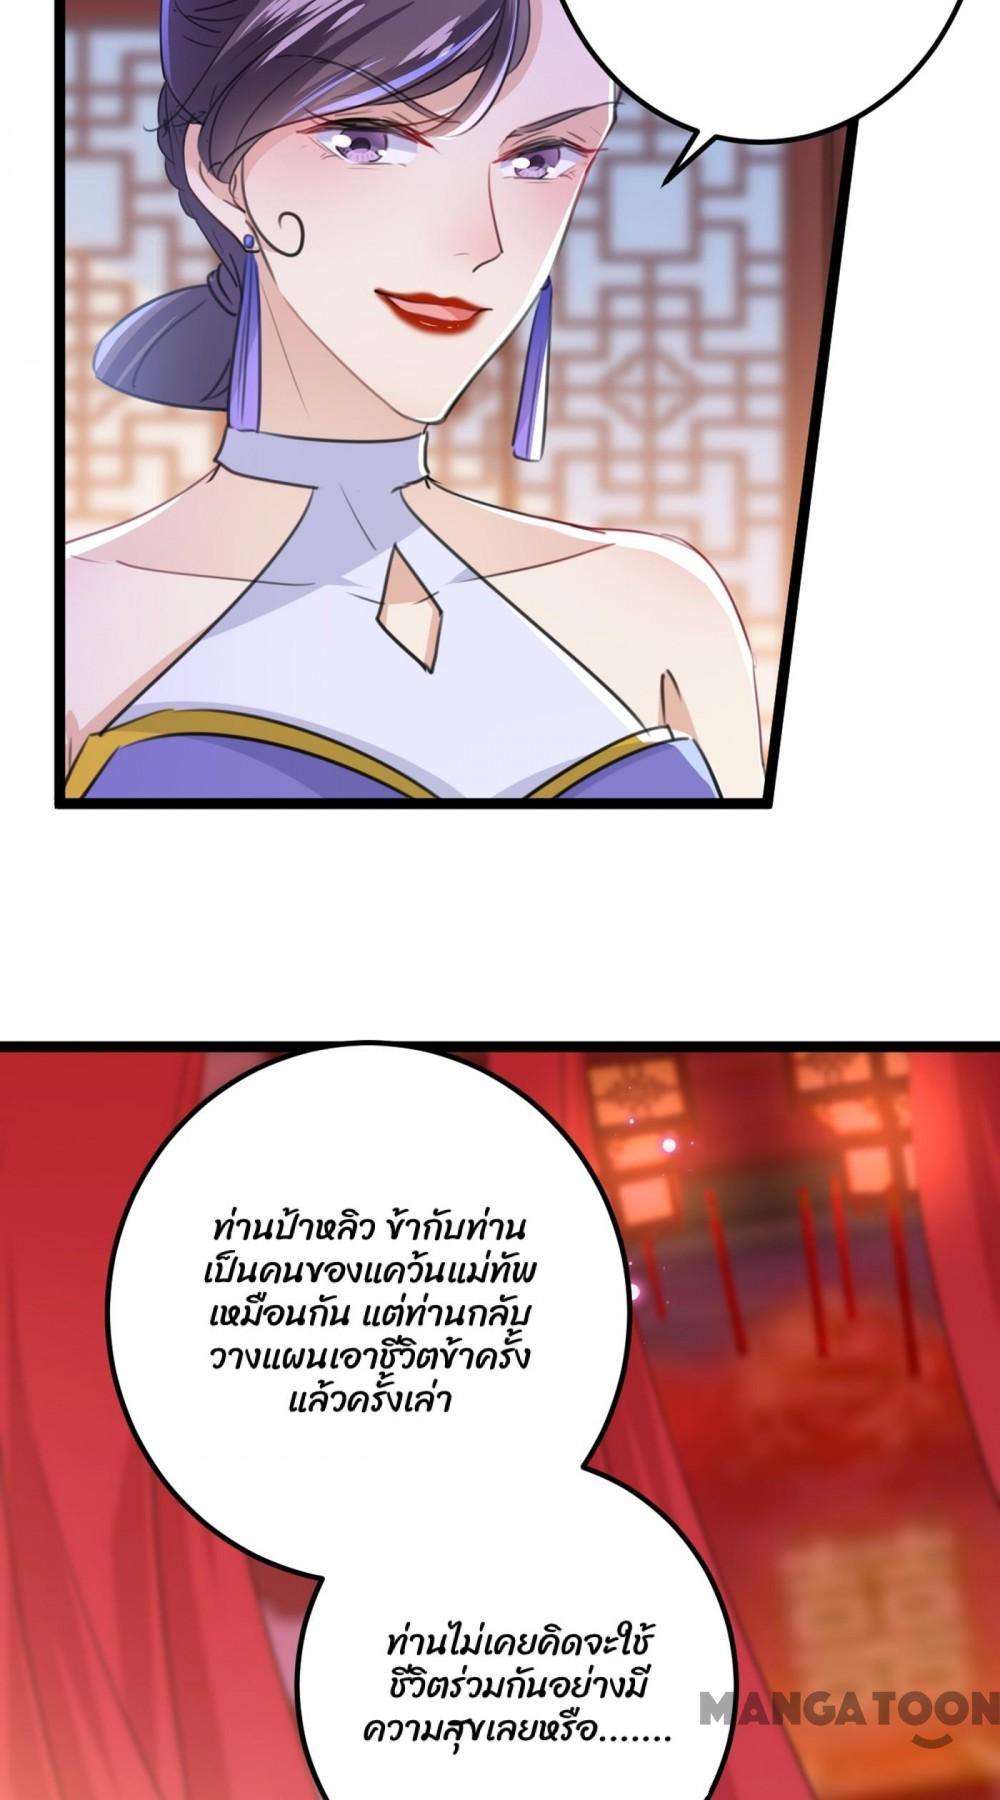 ท่านป้าหลิว ข้ากับท่าน
เป็นคนของแคว้นแม่ทัพ
เหมือนกัน แต่ท่านกลับ
วางแผนเอาชีวิตข้าครั้ง
แล้วครั้งเล่า
ท่านไม่เคยคิดจะใช้
ชีวิตร่วมกันอย่างมี
ความสุขเลยหรือ.......
MANGATOON